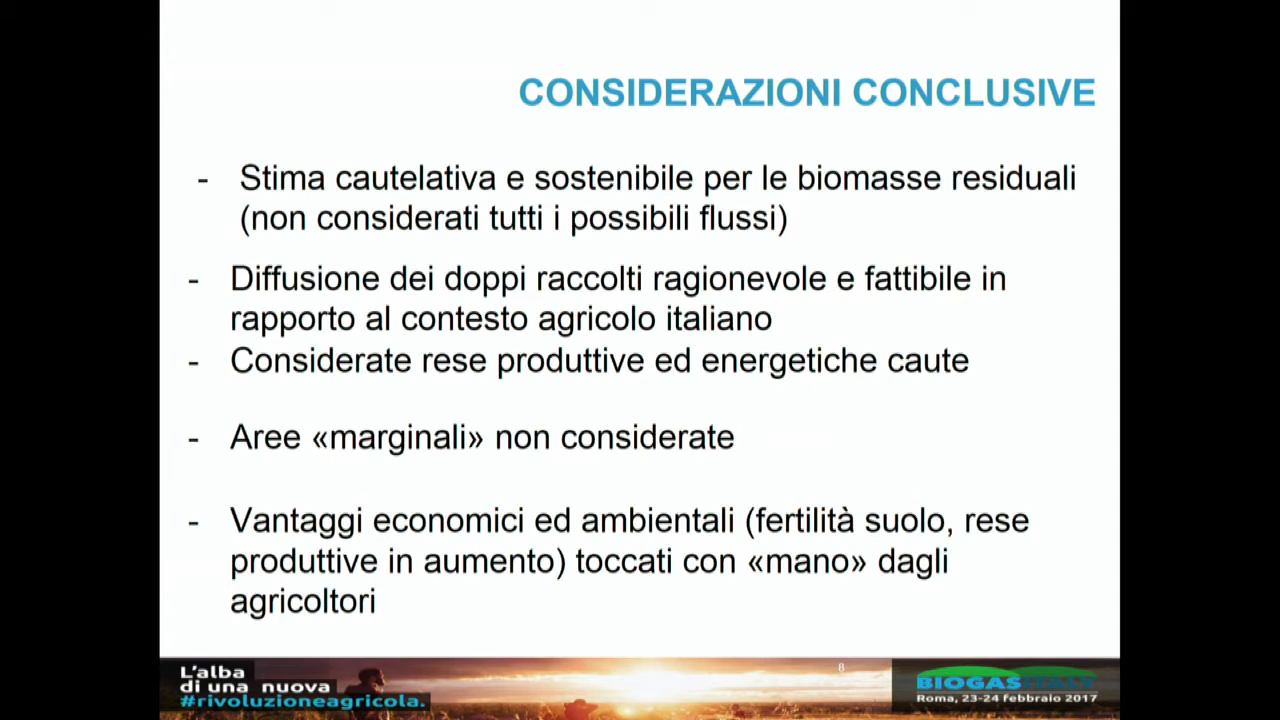 CONSIDERAZIONI CONCLUSIVE
- Stima cautelativa e sostenibile per le biomasse residuali
(non considerati tutti i possibili flussi)
- Diffusione dei doppi raccolti ragionevole e fattibile in
rapporto al contesto agricolo italiano
- Considerate rese produttive ed energetiche caute
- Aree «marginali» non considerate
- Vantaggi economici ed ambientali (fertilità suolo, rese
produttive in aumento) toccati con «mano» dagli
agricoltori
L'alba
di una nuova
#rivoluzioneagricola.
8
BIOGASITALY
Roma, 23-24 febbraio 2017